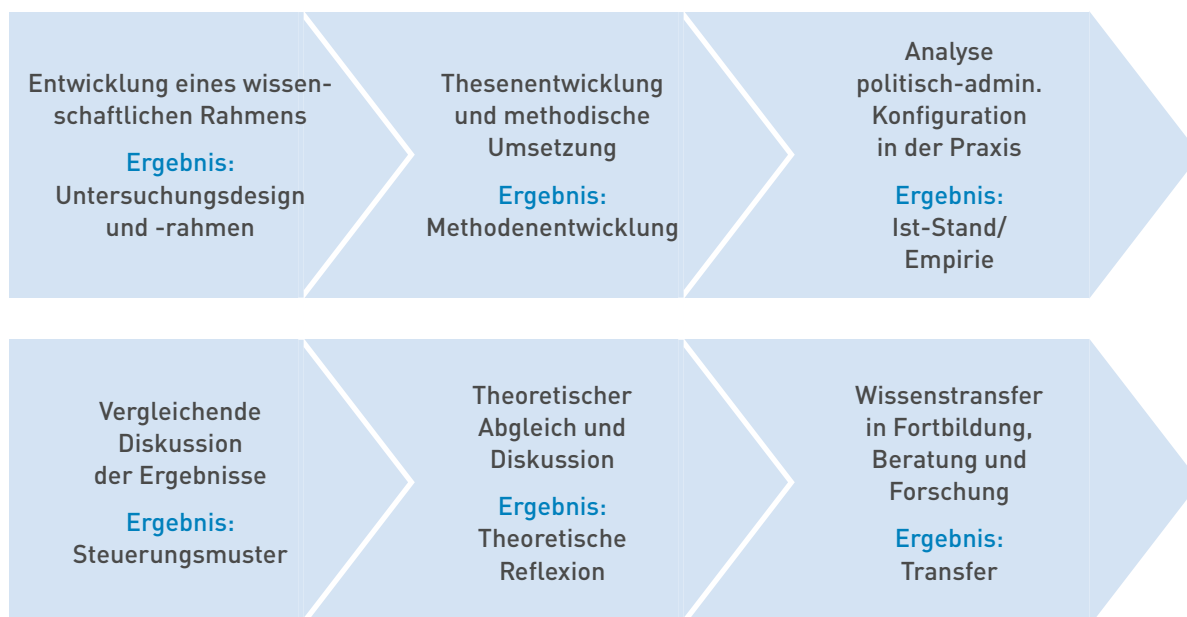 Entwicklung eines wissen-
schaftlichen Rahmens
Ergebnis:
Untersuchungsdesign
und -rahmen
Thesenentwicklung
und methodische
Umsetzung
Ergebnis:
Methodenentwicklung
Analyse
politisch-admin.
Konfiguration
in der Praxis
Ergebnis:
Ist-Stand/
Empirie
Vergleichende
Diskussion
der Ergebnisse
Ergebnis:
Steuerungsmuster
Theoretischer
Abgleich und
Diskussion
Ergebnis:
Theoretische
Reflexion
Wissenstransfer
in Fortbildung,
Beratung und
Forschung
Ergebnis:
Transfer